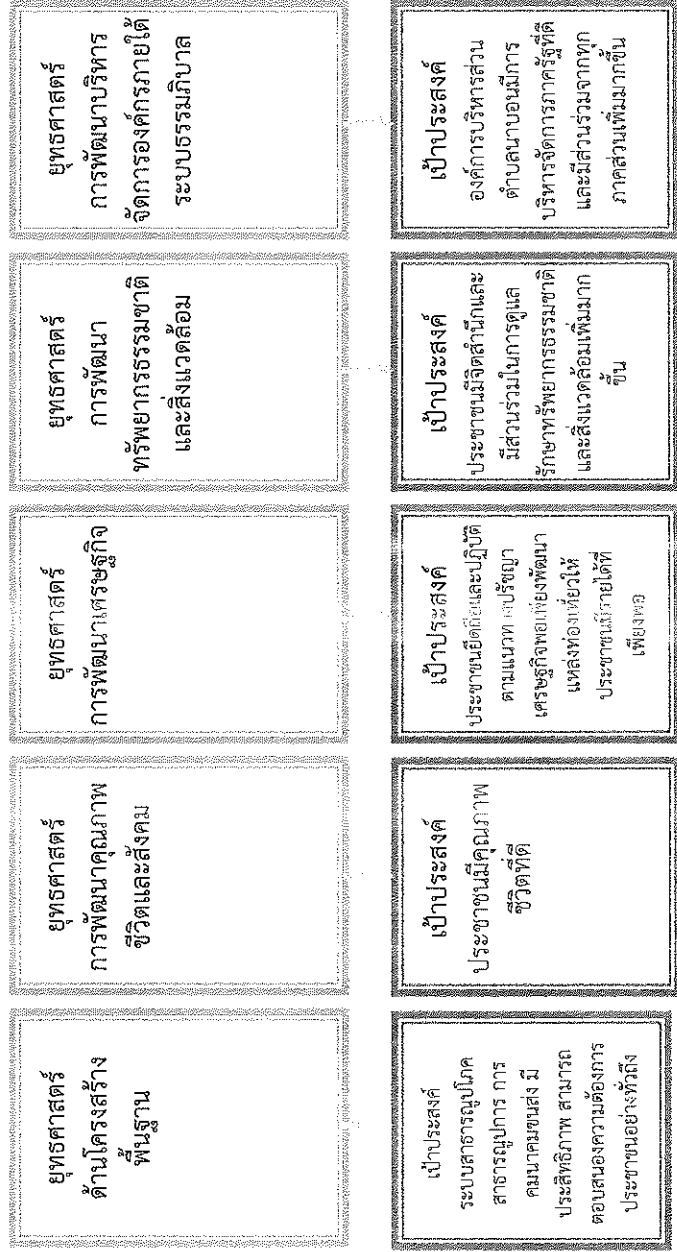 ยุทธศาสตร์
ด้านโครงสร้าง
พื้นฐาน
ยุทธศาสตร์
การพัฒนาคุณภาพ
ชีวิตและสังคม
ยุทธศาสตร์
การพัฒนาเศรษฐกิจ
ยุทธศาสตร์
การพัฒนา
ทรัพยากรธรรมชาติ
และสิ่งแวดล้อม
ยุทธศาสตร์
การพัฒนาบริหาร
จัดการองค์กรภายใต้
ระบบธรรมภิบาล
เป้าประสงค์
ระบบสาธารณูปโภค
สาธารณูปการ การ
คมนาคมขนส่ง มี
ประสิทธิภาพ สามารถ
ตอบสนองความต้องการ
ประชาชนอย่างทั่วถึง
เป้าประสงค์
ประชาชนมีคุณภาพ
ชีวิตที่ดี
เป้าประสงค์
ประชาชนยึดถือและปฏิบัติ
ตามแนวทาง ปรัชญา
เศรษฐกิจพอเพียงพัฒนา
แหล่งท่องเที่ยวให้
ประชาชนมีรายได้ที่
เพียงพอ
เป้าประสงค์
ประชาชนมีจิตสำนึกและ
มีส่วนร่วมในการดูแล
รักษาทรัพยากรธรรมชาติ
และสิ่งแวดล้อมเพิ่มมาก
ขึ้น
เป้าประสงค์
องค์การบริหารส่วน
ตำบลนาบอนมีการ
บริหารจัดการภาครัฐที่ดี
และมีส่วนร่วมจากทุก
ภาคส่วนเพิ่มมากขึ้น